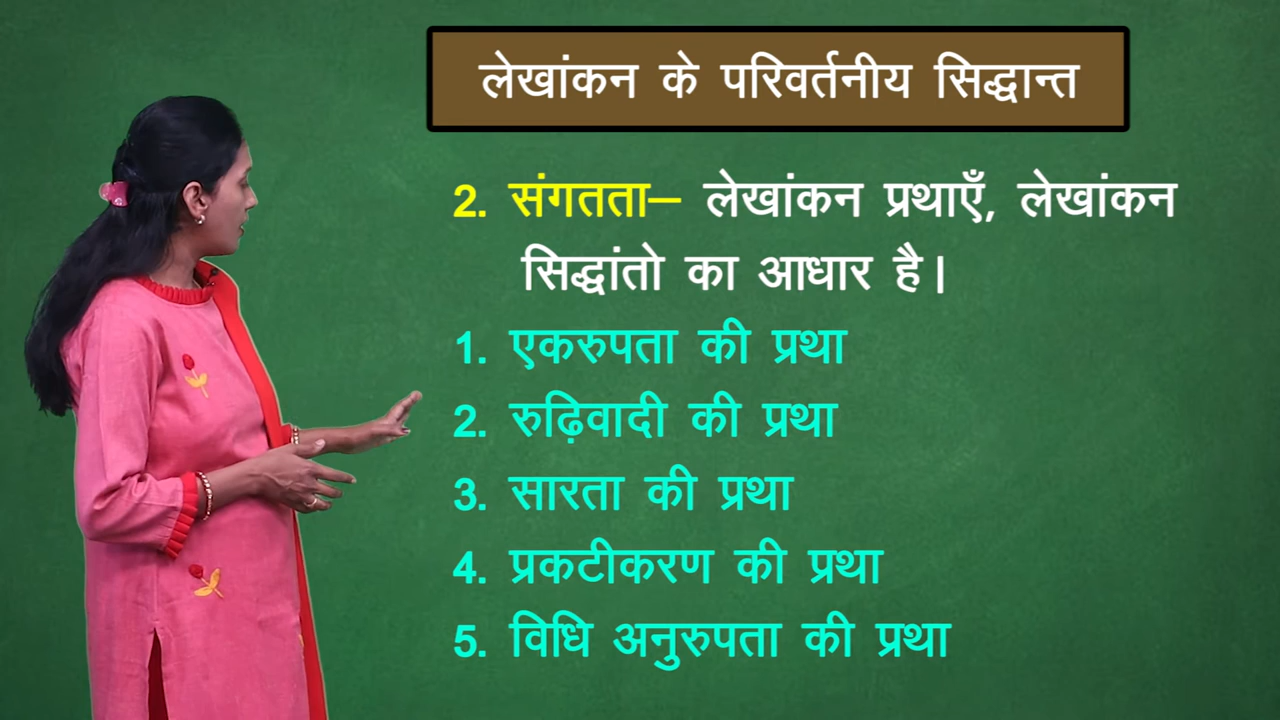 लेखांकन के परिवर्तनीय सिद्धान्त
2. संगतता– लेखांकन प्रथाएँ, लेखांकन
सिद्धांतो का आधार है।
1. एकरुपता की प्रथा
2. रुढ़िवादी की प्रथा
3. सारता की प्रथा
4. प्रकटीकरण की प्रथा
5. विधि अनुरुपता की प्रथा